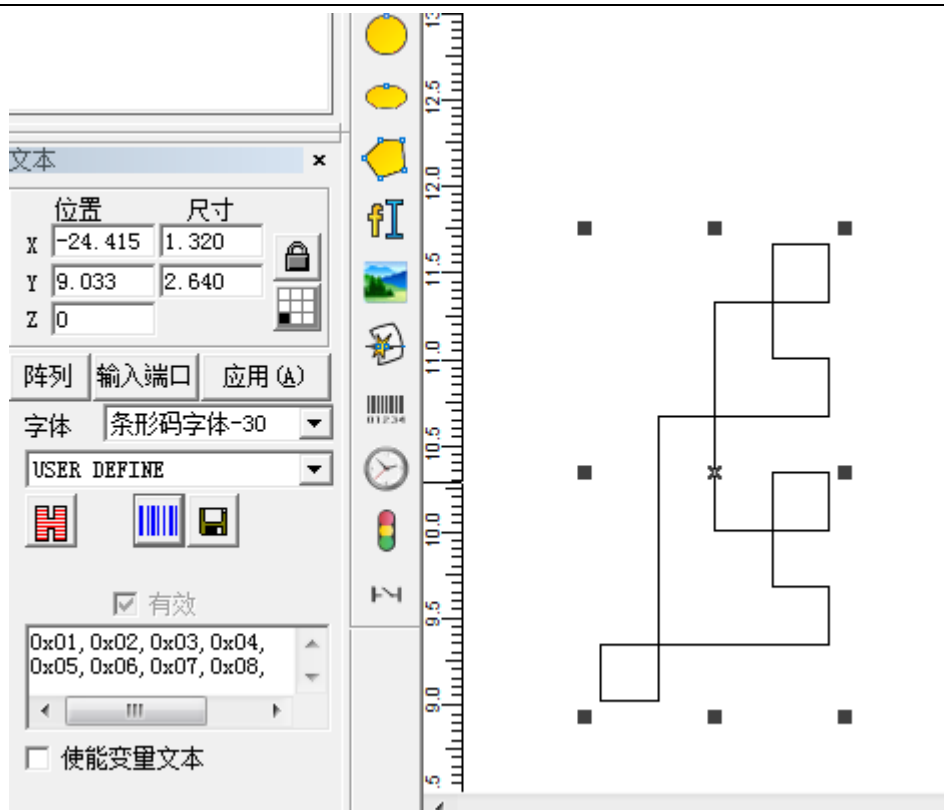 文本
位置 尺寸
X -24.415 1.320
Y 9.033 2.640
Z 0
阵列 输入端口 应用(A)
字体 条形码字体-30
USER DEFINE
有效
0x01, 0x02, 0x03, 0x04,
0x05, 0x06, 0x07, 0x08,
使能变量文本
01234
12.5
12.0
11.5
11.0
10.5
10.0
9.5
9.0